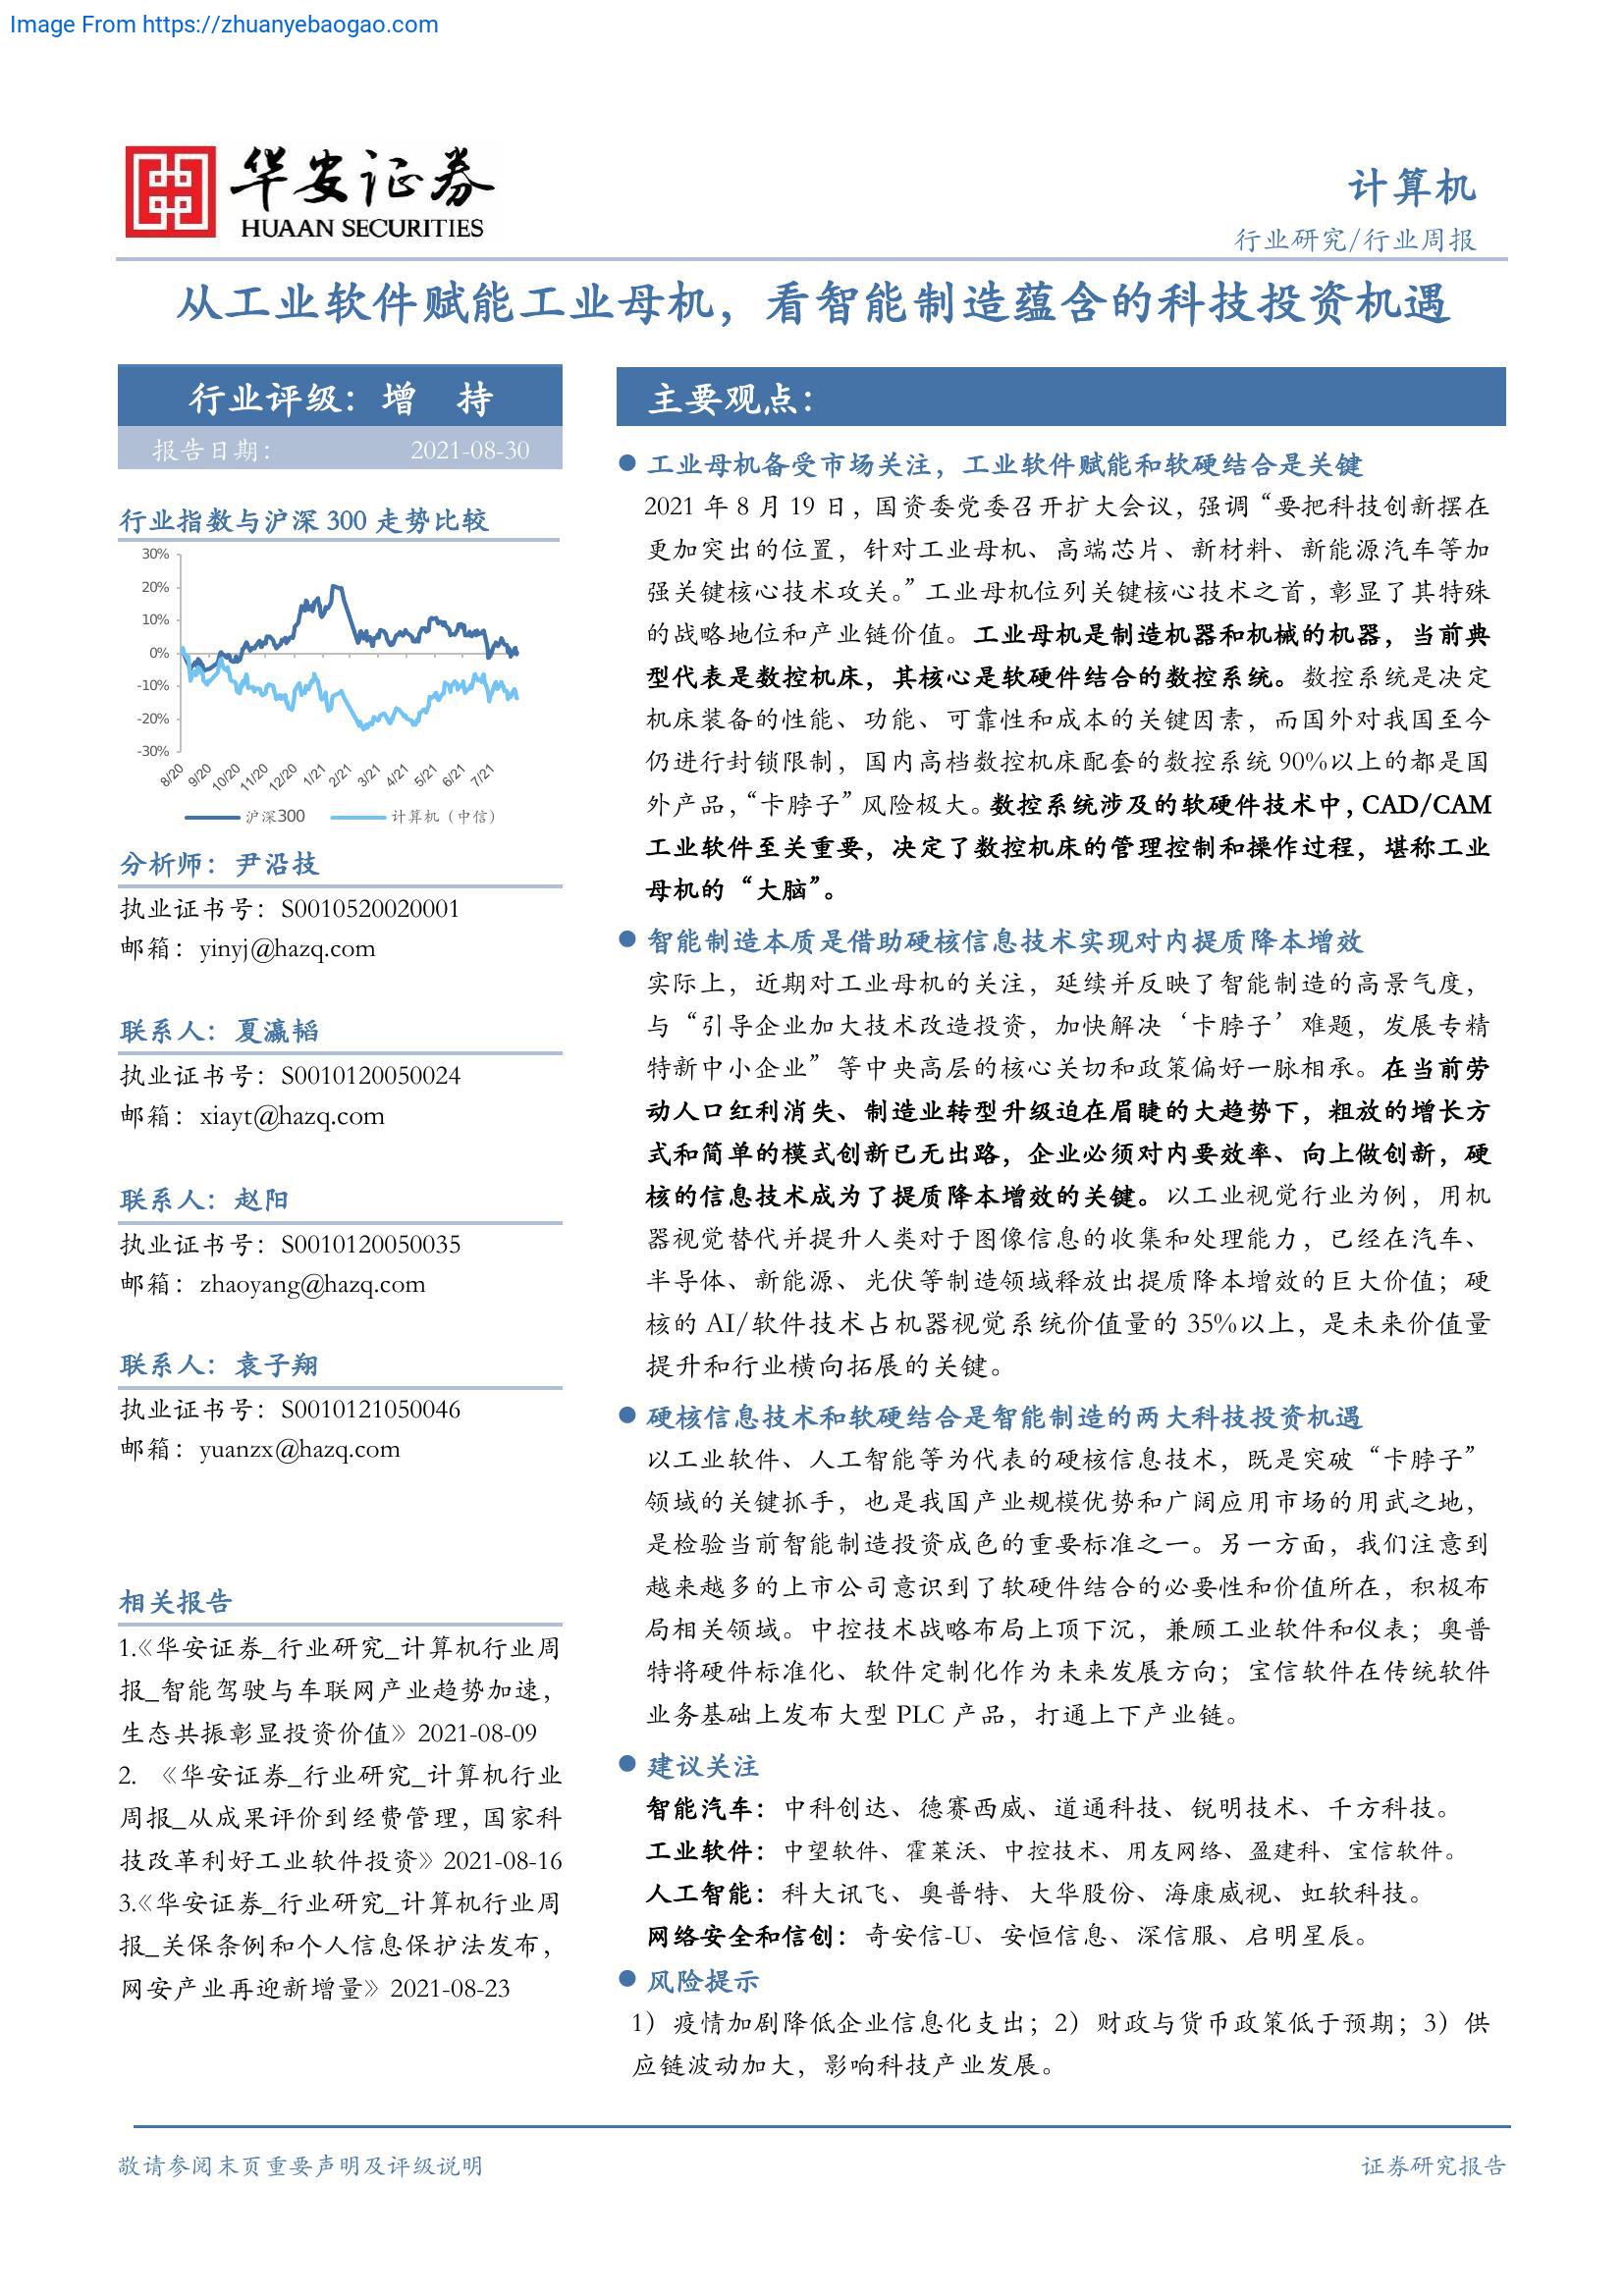 Image From https://zhuanyebaogao.com
华安证券
HUAAN SECURITIES
计算机
行业研究/行业周报
从工业软件赋能工业母机，看智能制造蕴含的科技投资机遇
行业评级：增 持
报告日期： 2021-08-30
行业指数与沪深 300 走势比较
30%
20%
10%
0%
-10%
-20%
-30%
8/20 9/20 10/20 11/20 12/20 1/21 2/21 3/21 4/21 5/21 6/21 7/21
沪深300 计算机（中信）
分析师：尹沿技
执业证书号：S0010520020001
邮箱：yinyj@hazq.com
联系人：夏瀛韬
执业证书号：S0010120050024
邮箱：xiayt@hazq.com
联系人：赵阳
执业证书号：S0010120050035
邮箱：zhaoyang@hazq.com
联系人：袁子翔
执业证书号：S0010121050046
邮箱：yuanzx@hazq.com
相关报告
1.《华安证券_行业研究_计算机行业周
报_智能驾驶与车联网产业趋势加速，
生态共振彰显投资价值》2021-08-09
2. 《华安证券_行业研究_计算机行业
周报_从成果评价到经费管理，国家科
技改革利好工业软件投资》2021-08-16
3.《华安证券_行业研究_计算机行业周
报_关保条例和个人信息保护法发布，
网安产业再迎新增量》2021-08-23
主要观点：
工业母机备受市场关注，工业软件赋能和软硬结合是关键
2021 年 8 月 19 日，国资委党委召开扩大会议，强调“要把科技创新摆在
更加突出的位置，针对工业母机、高端芯片、新材料、新能源汽车等加
强关键核心技术攻关。”工业母机位列关键核心技术之首，彰显了其特殊
的战略地位和产业链价值。工业母机是制造机器和机械的机器，当前典
型代表是数控机床，其核心是软硬件结合的数控系统。数控系统是决定
机床装备的性能、功能、可靠性和成本的关键因素，而国外对我国至今
仍进行封锁限制，国内高档数控机床配套的数控系统 90%以上的都是国
外产品，“卡脖子”风险极大。数控系统涉及的软硬件技术中，CAD/CAM
工业软件至关重要，决定了数控机床的管理控制和操作过程，堪称工业
母机的“大脑”。
智能制造本质是借助硬核信息技术实现对内提质降本增效
实际上，近期对工业母机的关注，延续并反映了智能制造的高景气度，
与“引导企业加大技术改造投资，加快解决‘卡脖子’难题，发展专精
特新中小企业”等中央高层的核心关切和政策偏好一脉相承。在当前劳
动人口红利消失、制造业转型升级迫在眉睫的大趋势下，粗放的增长方
式和简单的模式创新已无出路，企业必须对内要效率、向上做创新，硬
核的信息技术成为了提质降本增效的关键。以工业视觉行业为例，用机
器视觉替代并提升人类对于图像信息的收集和处理能力，已经在汽车、
半导体、新能源、光伏等制造领域释放出提质降本增效的巨大价值；硬
核的 AI/软件技术占机器视觉系统价值量的 35%以上，是未来价值量
提升和行业横向拓展的关键。
硬核信息技术和软硬结合是智能制造的两大科技投资机遇
以工业软件、人工智能等为代表的硬核信息技术，既是突破“卡脖子”
领域的关键抓手，也是我国产业规模优势和广阔应用市场的用武之地，
是检验当前智能制造投资成色的重要标准之一。另一方面，我们注意到
越来越多的上市公司意识到了软硬件结合的必要性和价值所在，积极布
局相关领域。中控技术战略布局上顶下沉，兼顾工业软件和仪表；奥普
特将硬件标准化、软件定制化作为未来发展方向；宝信软件在传统软件
业务基础上发布大型 PLC 产品，打通上下产业链。
建议关注
智能汽车：中科创达、德赛西威、道通科技、锐明技术、千方科技。
工业软件：中望软件、霍莱沃、中控技术、用友网络、盈建科、宝信软件。
人工智能：科大讯飞、奥普特、大华股份、海康威视、虹软科技。
网络安全和信创：奇安信-U、安恒信息、深信服、启明星辰。
风险提示
1）疫情加剧降低企业信息化支出；2）财政与货币政策低于预期；3）供
应链波动加大，影响科技产业发展。
敬请参阅末页重要声明及评级说明
证券研究报告